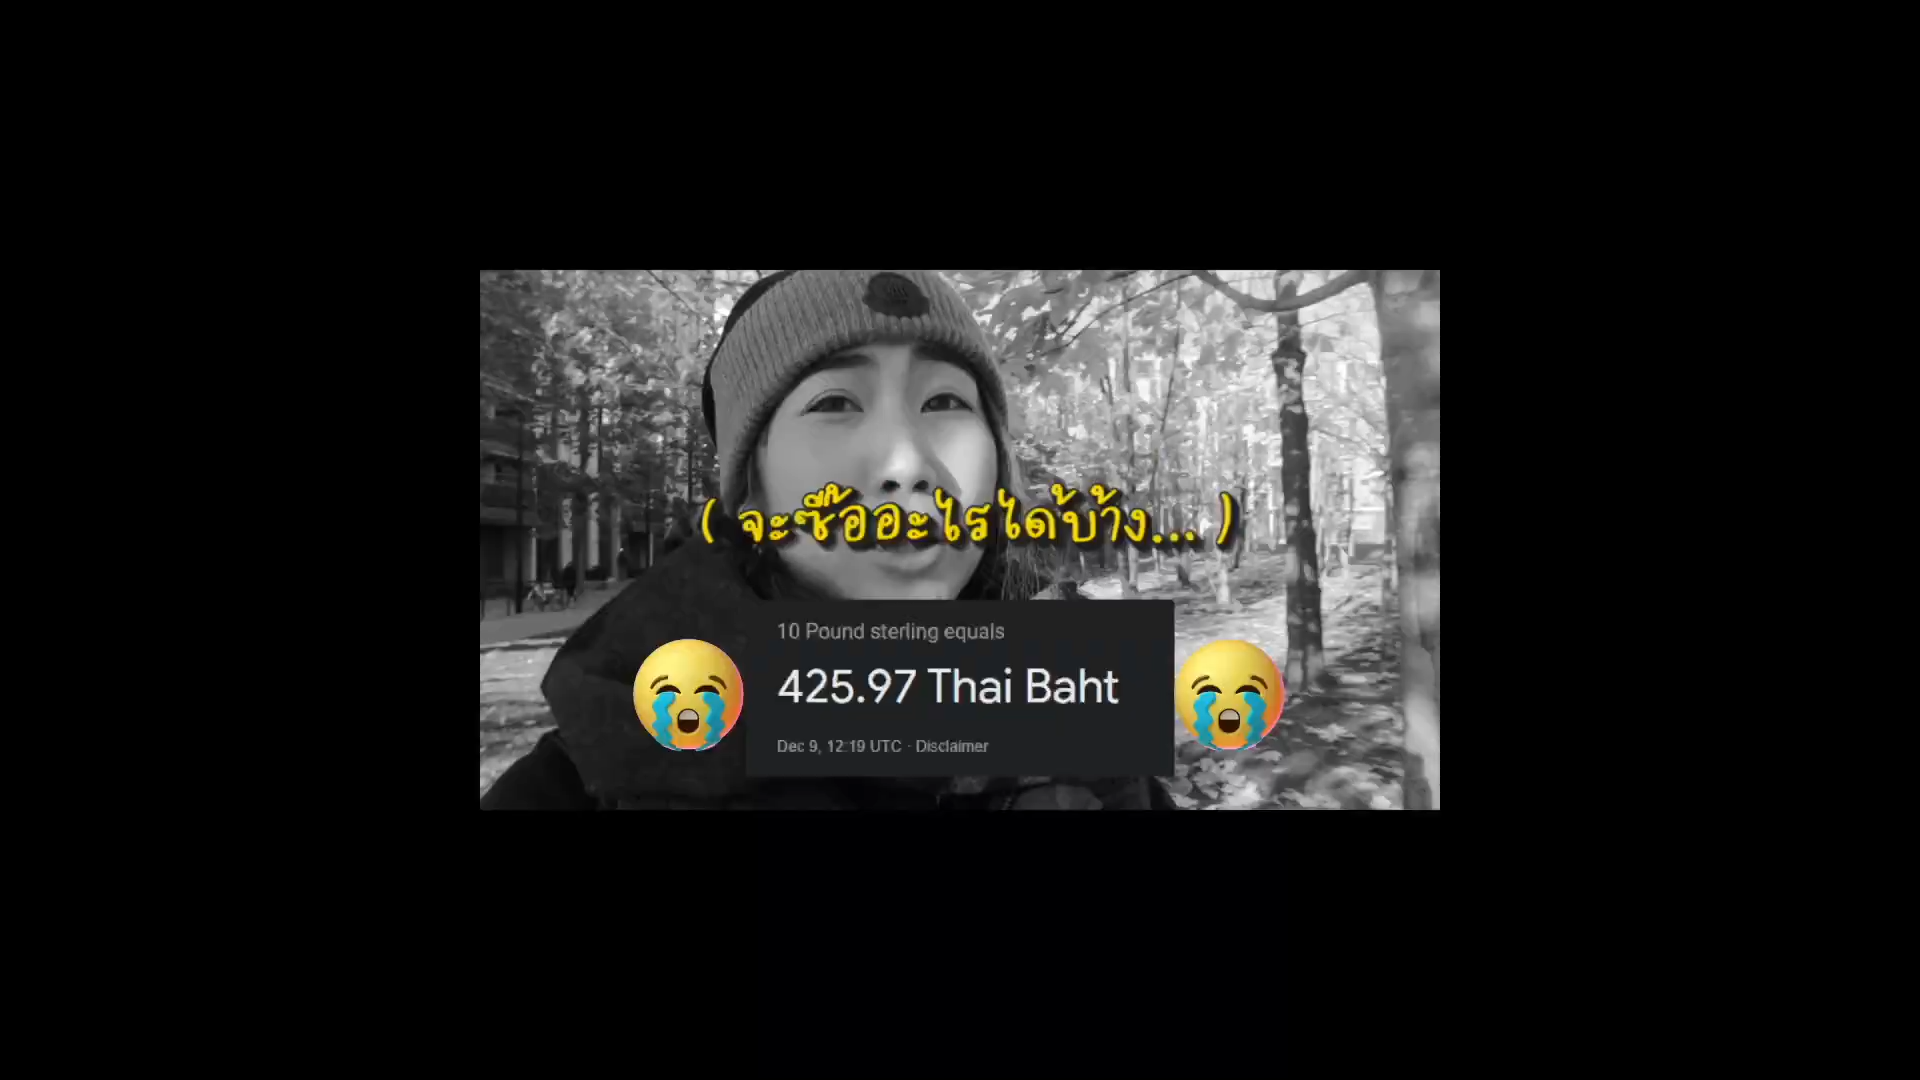 ( จะซื้ออะไรได้บ้าง... )
10 Pound sterling equals
425.97 Thai Baht
Dec 9, 12:19 UTC · Disclaimer